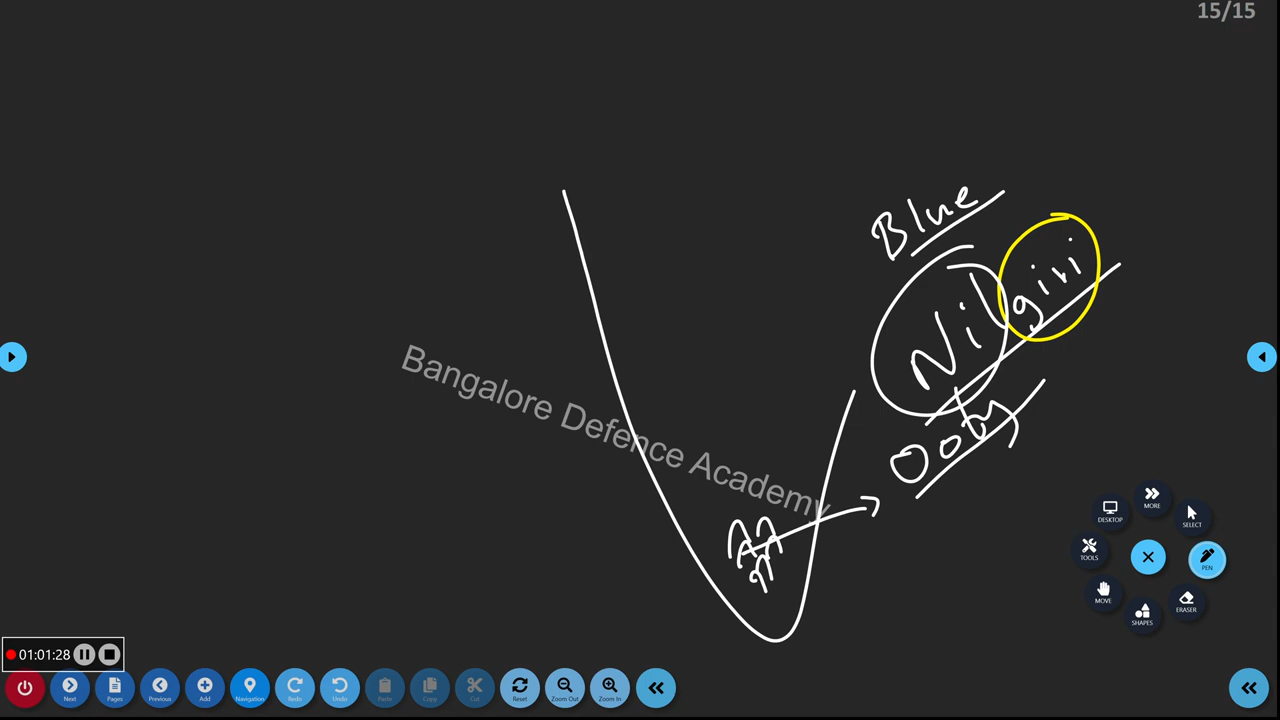 15/15
Blue
Nilgiri
Ooty
Bangalore Defence Academy
MORE
DESKTOP
SELECT
TOOLS
PEN
MOVE
ERASER
SHAPES
01:01:28
Next
Pages
Previous
Add
Navigation
Redo
Undo
Paste
Copy
Cut
Reset
Zoom Out
Zoom In